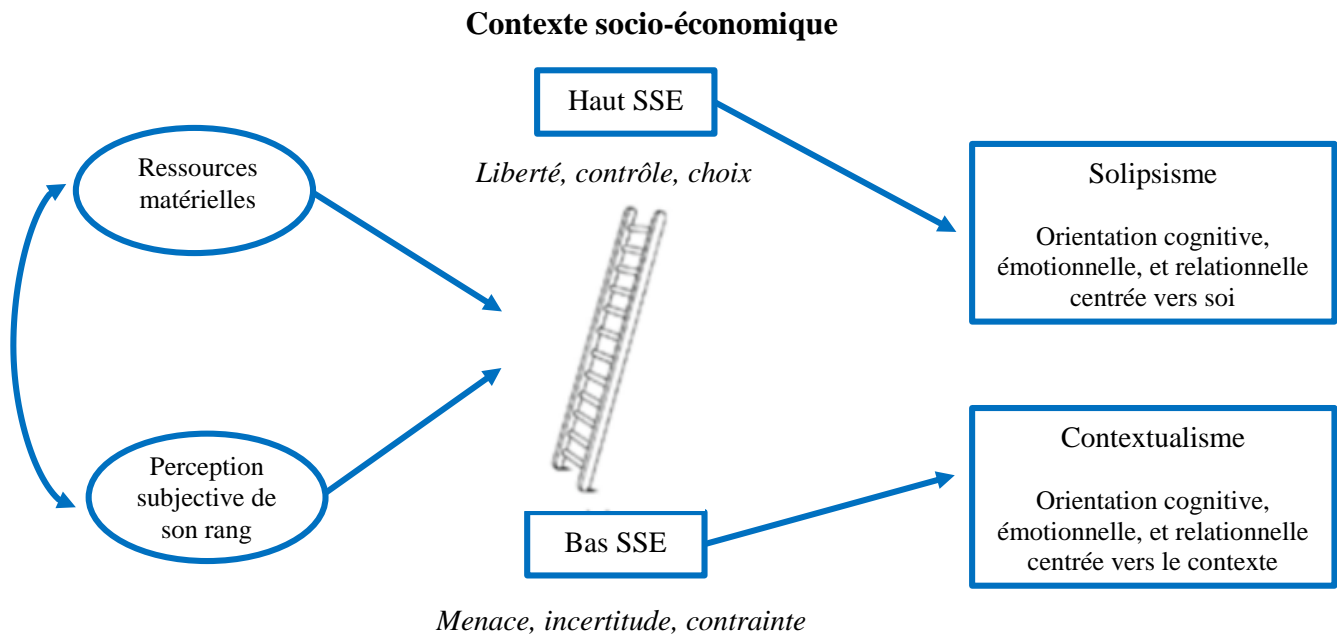 Contexte socio-économique
Haut SSE
Liberté, contrôle, choix
Ressources
matérielles
Perception
subjective de
son rang
Bas SSE
Menace, incertitude, contrainte
Solipsisme
Orientation cognitive,
émotionnelle, et relationnelle
centrée vers soi
Contextualisme
Orientation cognitive,
émotionnelle, et relationnelle
centrée vers le contexte